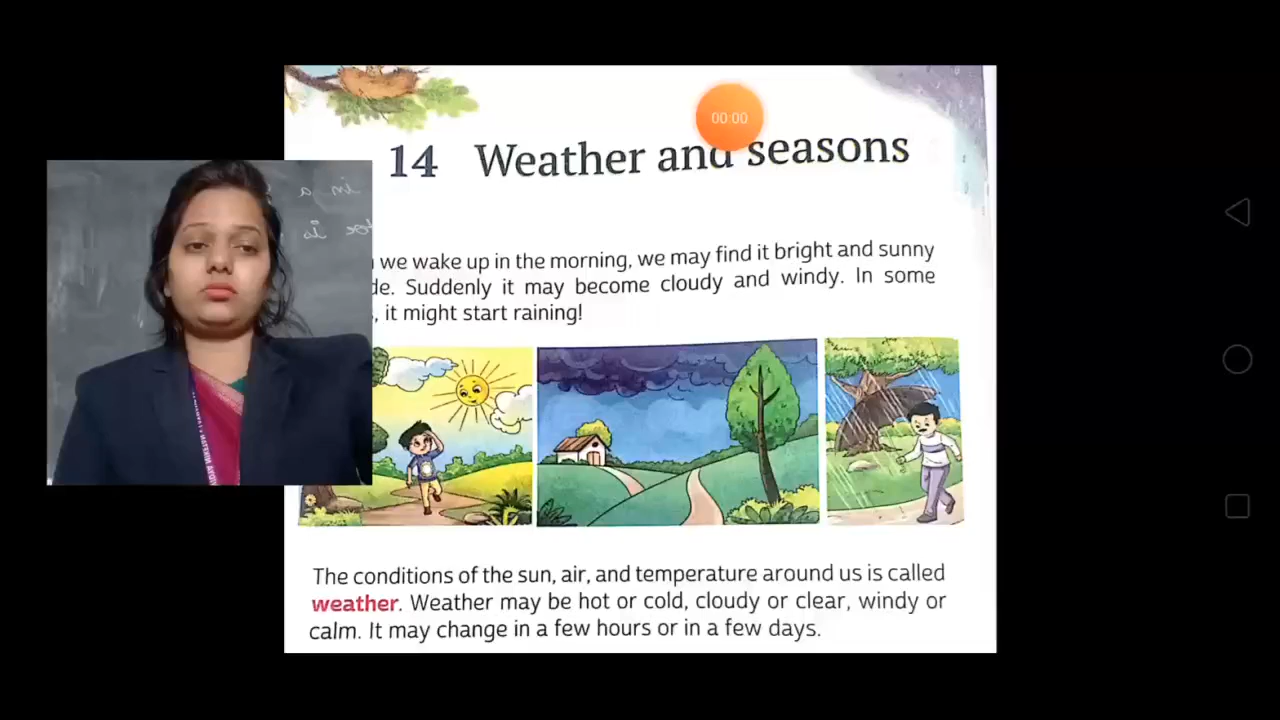 00:00
14 Weather and seasons
in a
is
we wake up in the morning, we may find it bright and sunny
de. Suddenly it may become cloudy and windy. In some
, it might start raining!
The conditions of the sun, air, and temperature around us is called
weather. Weather may be hot or cold, cloudy or clear, windy or
calm. It may change in a few hours or in a few days.